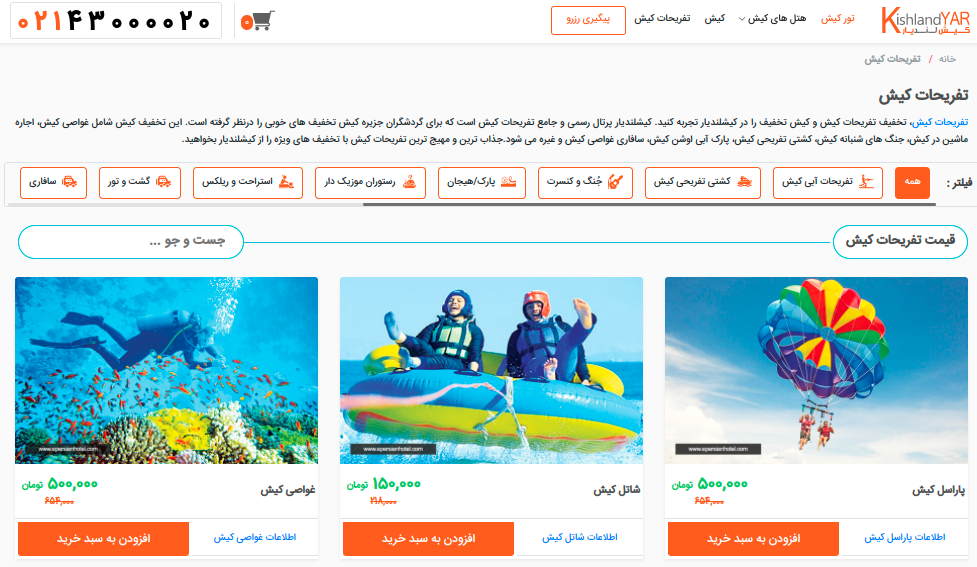 KishlandYAR
کیش لندیار
تور کیش
هتل های کیش
کیش
تفریحات کیش
پیگیری رزرو
۰
۰۲۱۴۳۰۰۰۰۲۰
خانه / تفریحات کیش
تفریحات کیش
تفریحات کیش، تخفیف تفریحات کیش و کیش تخفیف را در کیشلندیار تجربه کنید. کیشلندیار پرتال رسمی و جامع تفریحات کیش است که برای گردشگران جزیره کیش تخفیف های خوبی را درنظر گرفته است. این تخفیف کیش شامل غواصی کیش، اجاره
ماشین در کیش، جنگ های شبانه کیش، کشتی تفریحی کیش، پارک آبی اوشن کیش، سافاری غواصی کیش و غیره می شود.جذاب ترین و مهیج ترین تفریحات کیش با تخفیف های ویژه را از کیشلندیار بخواهید.
فیلتر :
همه
تفریحات آبی کیش
کشتی تفریحی کیش
جُنگ و کنسرت
پارک/هیجان
رستوران موزیک دار
استراحت و ریلکس
گشت و تور
سافاری
قیمت تفریحات کیش
جست و جو ...
www.epersianhotel.com
www.epersianhotel.com
www.epersianhotel.com
پاراسل کیش
۵۰۰,۰۰۰ تومان
۶۵۴,۰۰۰
شاتل کیش
۱۵۰,۰۰۰ تومان
۲۱۸,۰۰۰
غواصی کیش
۵۰۰,۰۰۰ تومان
۶۵۴,۰۰۰
اطلاعات پاراسل کیش
افزودن به سبد خرید
اطلاعات شاتل کیش
افزودن به سبد خرید
اطلاعات غواصی کیش
افزودن به سبد خرید